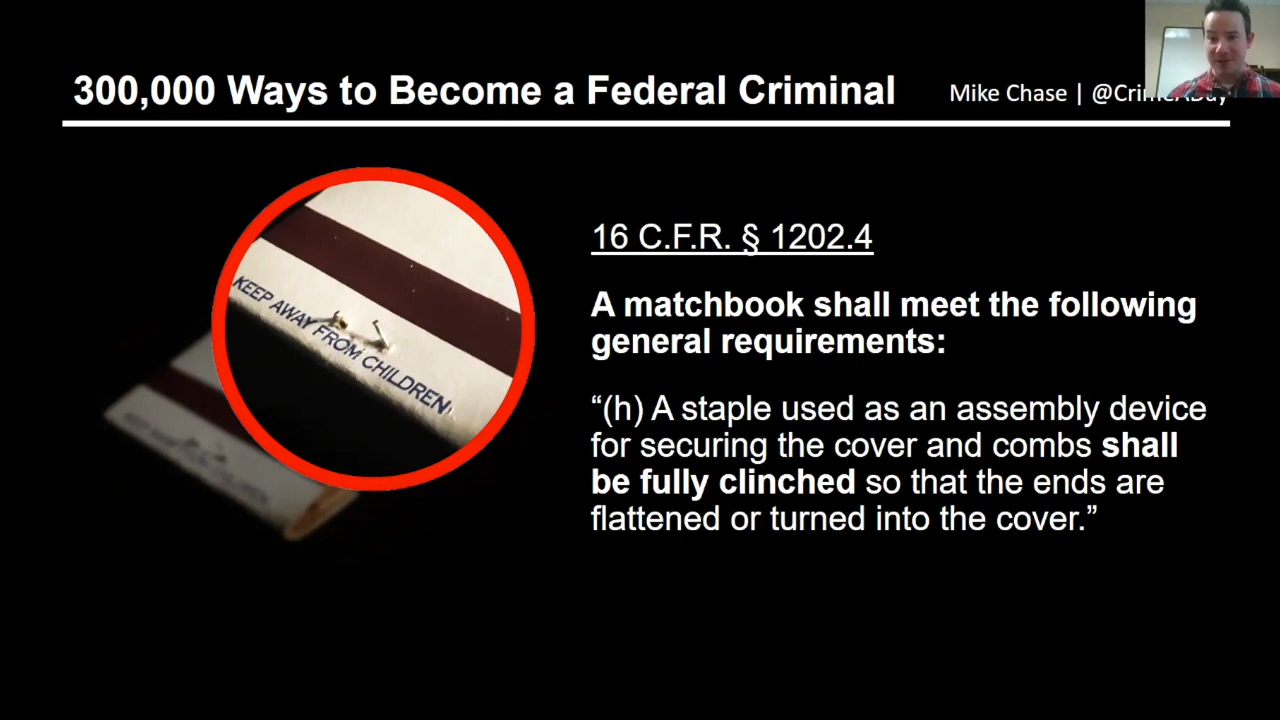 300,000 Ways to Become a Federal Criminal
Mike Chase | @CrimeADay
KEEP AWAY FROM CHILDREN
16 C.F.R. § 1202.4
A matchbook shall meet the following
general requirements:
“(h) A staple used as an assembly device
for securing the cover and combs shall
be fully clinched so that the ends are
flattened or turned into the cover.”